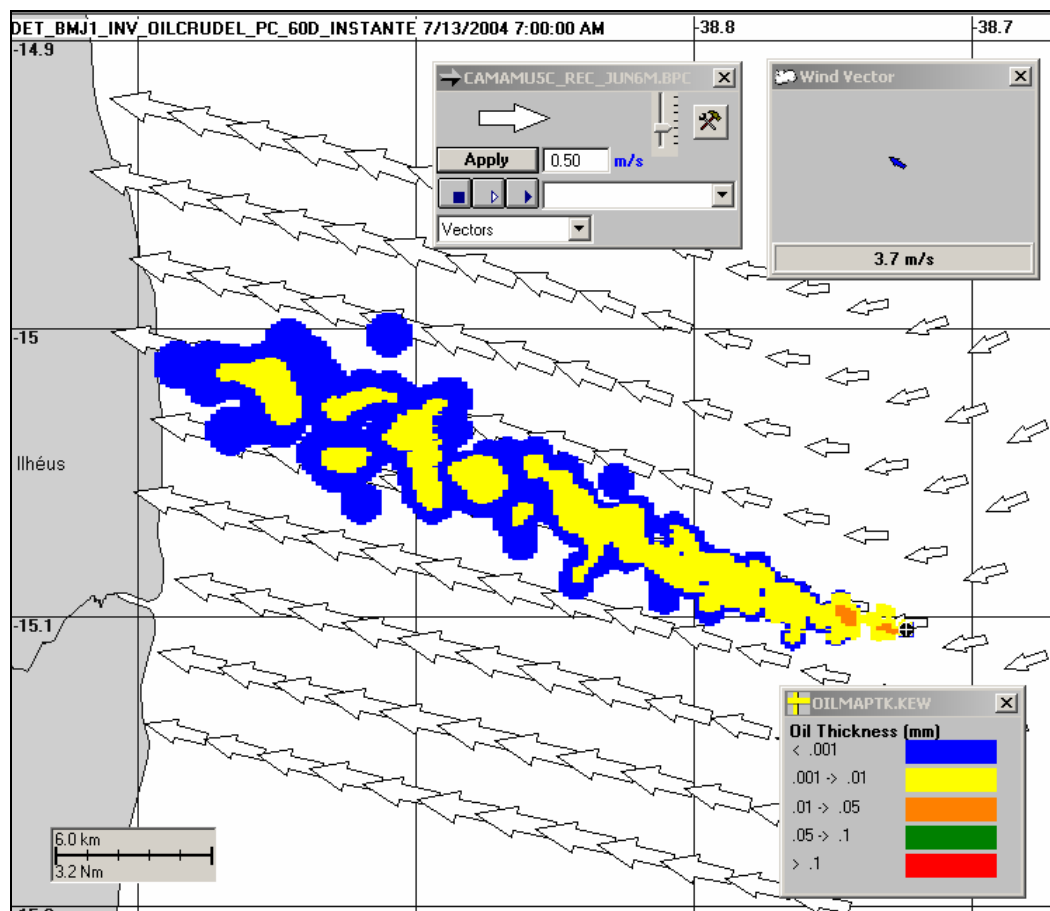 DET_BMJ1_INV_OILCRUDEL_PC_60D_INSTANTE 7/13/2004 7:00:00 AM
-38.8
-38.7
-14.9
CAMAMU5C_REC_JUN6M.BPC
Apply
0.50
m/s
Vectors
Wind Vector
3.7 m/s
-15
Ilhéus
-15.1
OILMAPTK.KEW
Oil Thickness (mm)
< .001
.001 -> .01
.01 -> .05
.05 -> .1
> .1
6.0 km
3.2 Nm